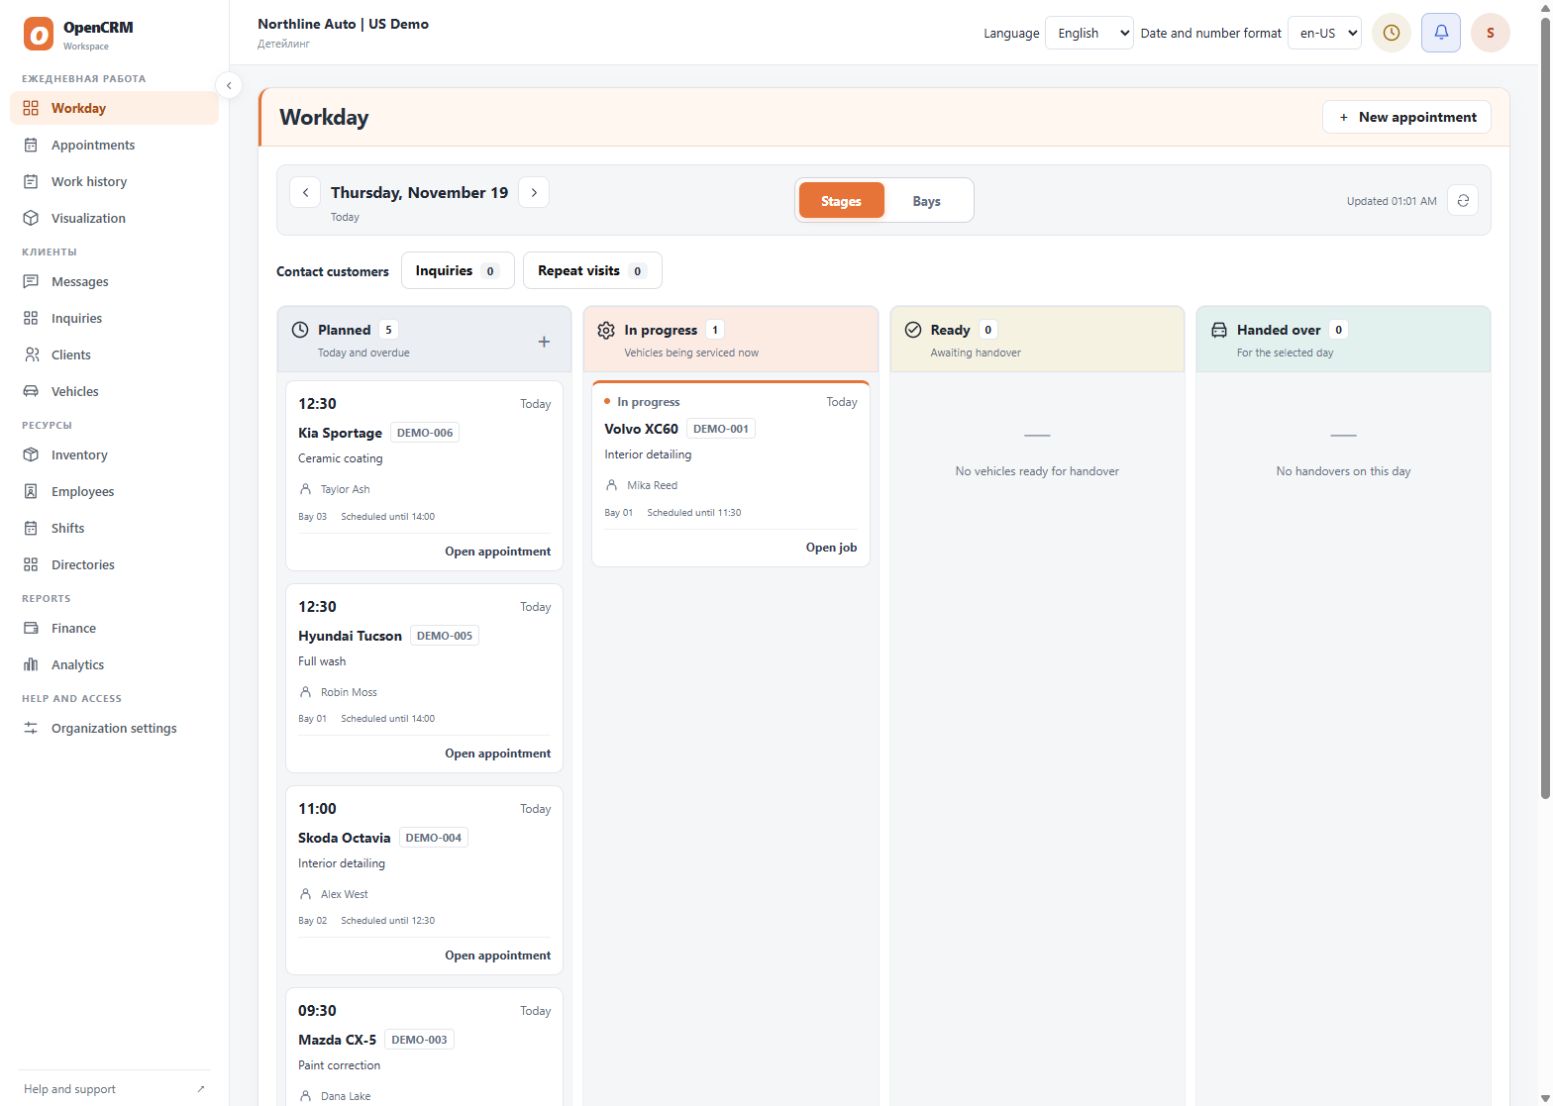 OpenCRM
Workspace
ЕЖЕДНЕВНАЯ РАБОТА
Workday
Appointments
Work history
Visualization
КЛИЕНТЫ
Messages
Inquiries
Clients
Vehicles
РЕСУРСЫ
Inventory
Employees
Shifts
Directories
REPORTS
Finance
Analytics
HELP AND ACCESS
Organization settings
Help and support
Northline Auto | US Demo
Детейлинг
Language English Date and number format en-US S
Workday
+ New appointment
Thursday, November 19
Today
Stages Bays
Updated 01:01 AM
Contact customers Inquiries 0 Repeat visits 0
Planned 5
Today and overdue
12:30 Today
Kia Sportage DEMO-006
Ceramic coating
Taylor Ash
Bay 03 Scheduled until 14:00
Open appointment
12:30 Today
Hyundai Tucson DEMO-005
Full wash
Robin Moss
Bay 01 Scheduled until 14:00
Open appointment
11:00 Today
Skoda Octavia DEMO-004
Interior detailing
Alex West
Bay 02 Scheduled until 12:30
Open appointment
09:30 Today
Mazda CX-5 DEMO-003
Paint correction
Dana Lake
In progress 1
Vehicles being serviced now
In progress Today
Volvo XC60 DEMO-001
Interior detailing
Mika Reed
Bay 01 Scheduled until 11:30
Open job
Ready 0
Awaiting handover
No vehicles ready for handover
Handed over 0
For the selected day
No handovers on this day